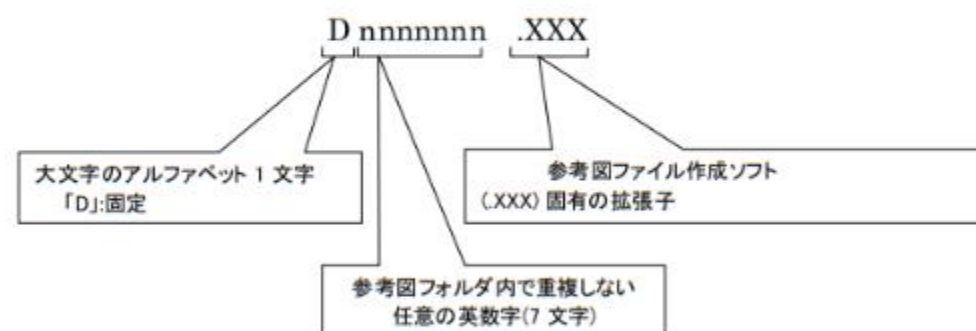 D nnnnnnn .XXX
大文字のアルファベット 1 文字
「D」:固定
参考図ファイル作成ソフト
(.XXX) 固有の拡張子
参考図フォルダ内で重複しない
任意の英数字(7 文字)